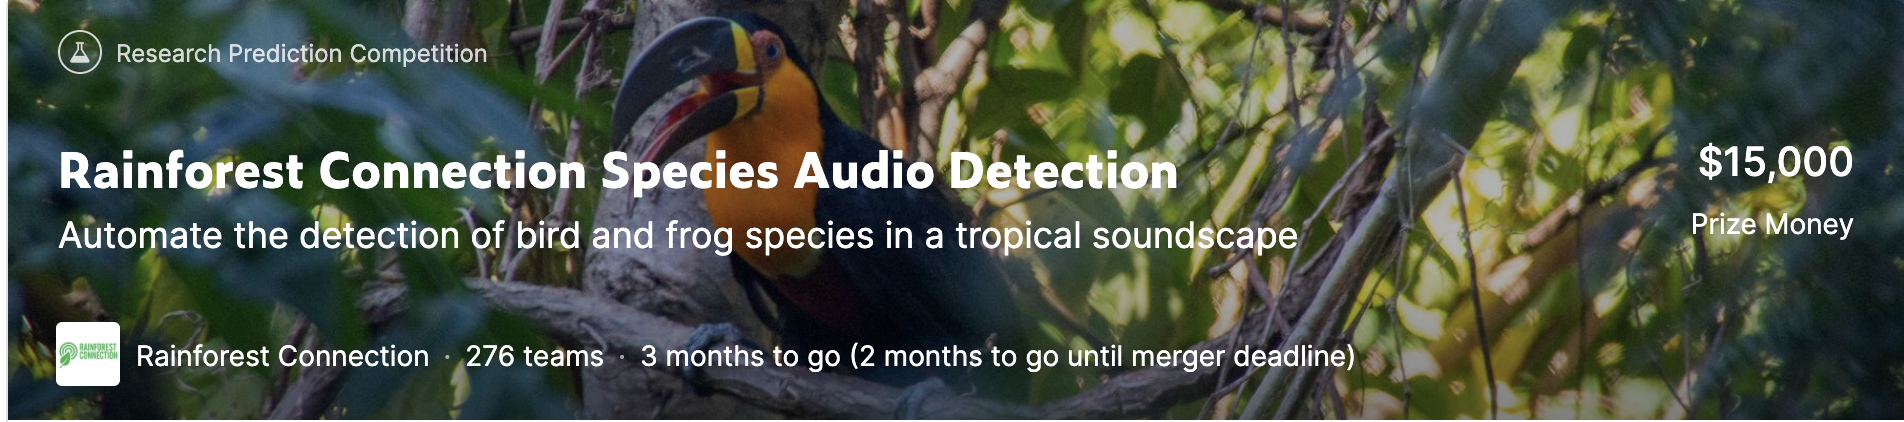 Research Prediction Competition
Rainforest Connection Species Audio Detection
$15,000
Automate the detection of bird and frog species in a tropical soundscape
Prize Money
RAINFOREST
CONNECTION
Rainforest Connection · 276 teams · 3 months to go (2 months to go until merger deadline)